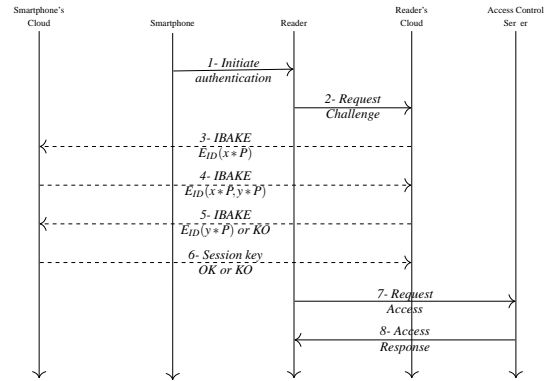 Smartphone's Cloud
Smartphone
Reader
Reader's Cloud
Access Control Ser er
1- Initiate
authentication
2- Request
Challenge
3- IBAKE
E_ID(x∗P)
4- IBAKE
E_ID(x∗P,y∗P)
5- IBAKE
E_ID(y∗P) or KO
6- Session key
OK or KO
7- Request
Access
8- Access
Response